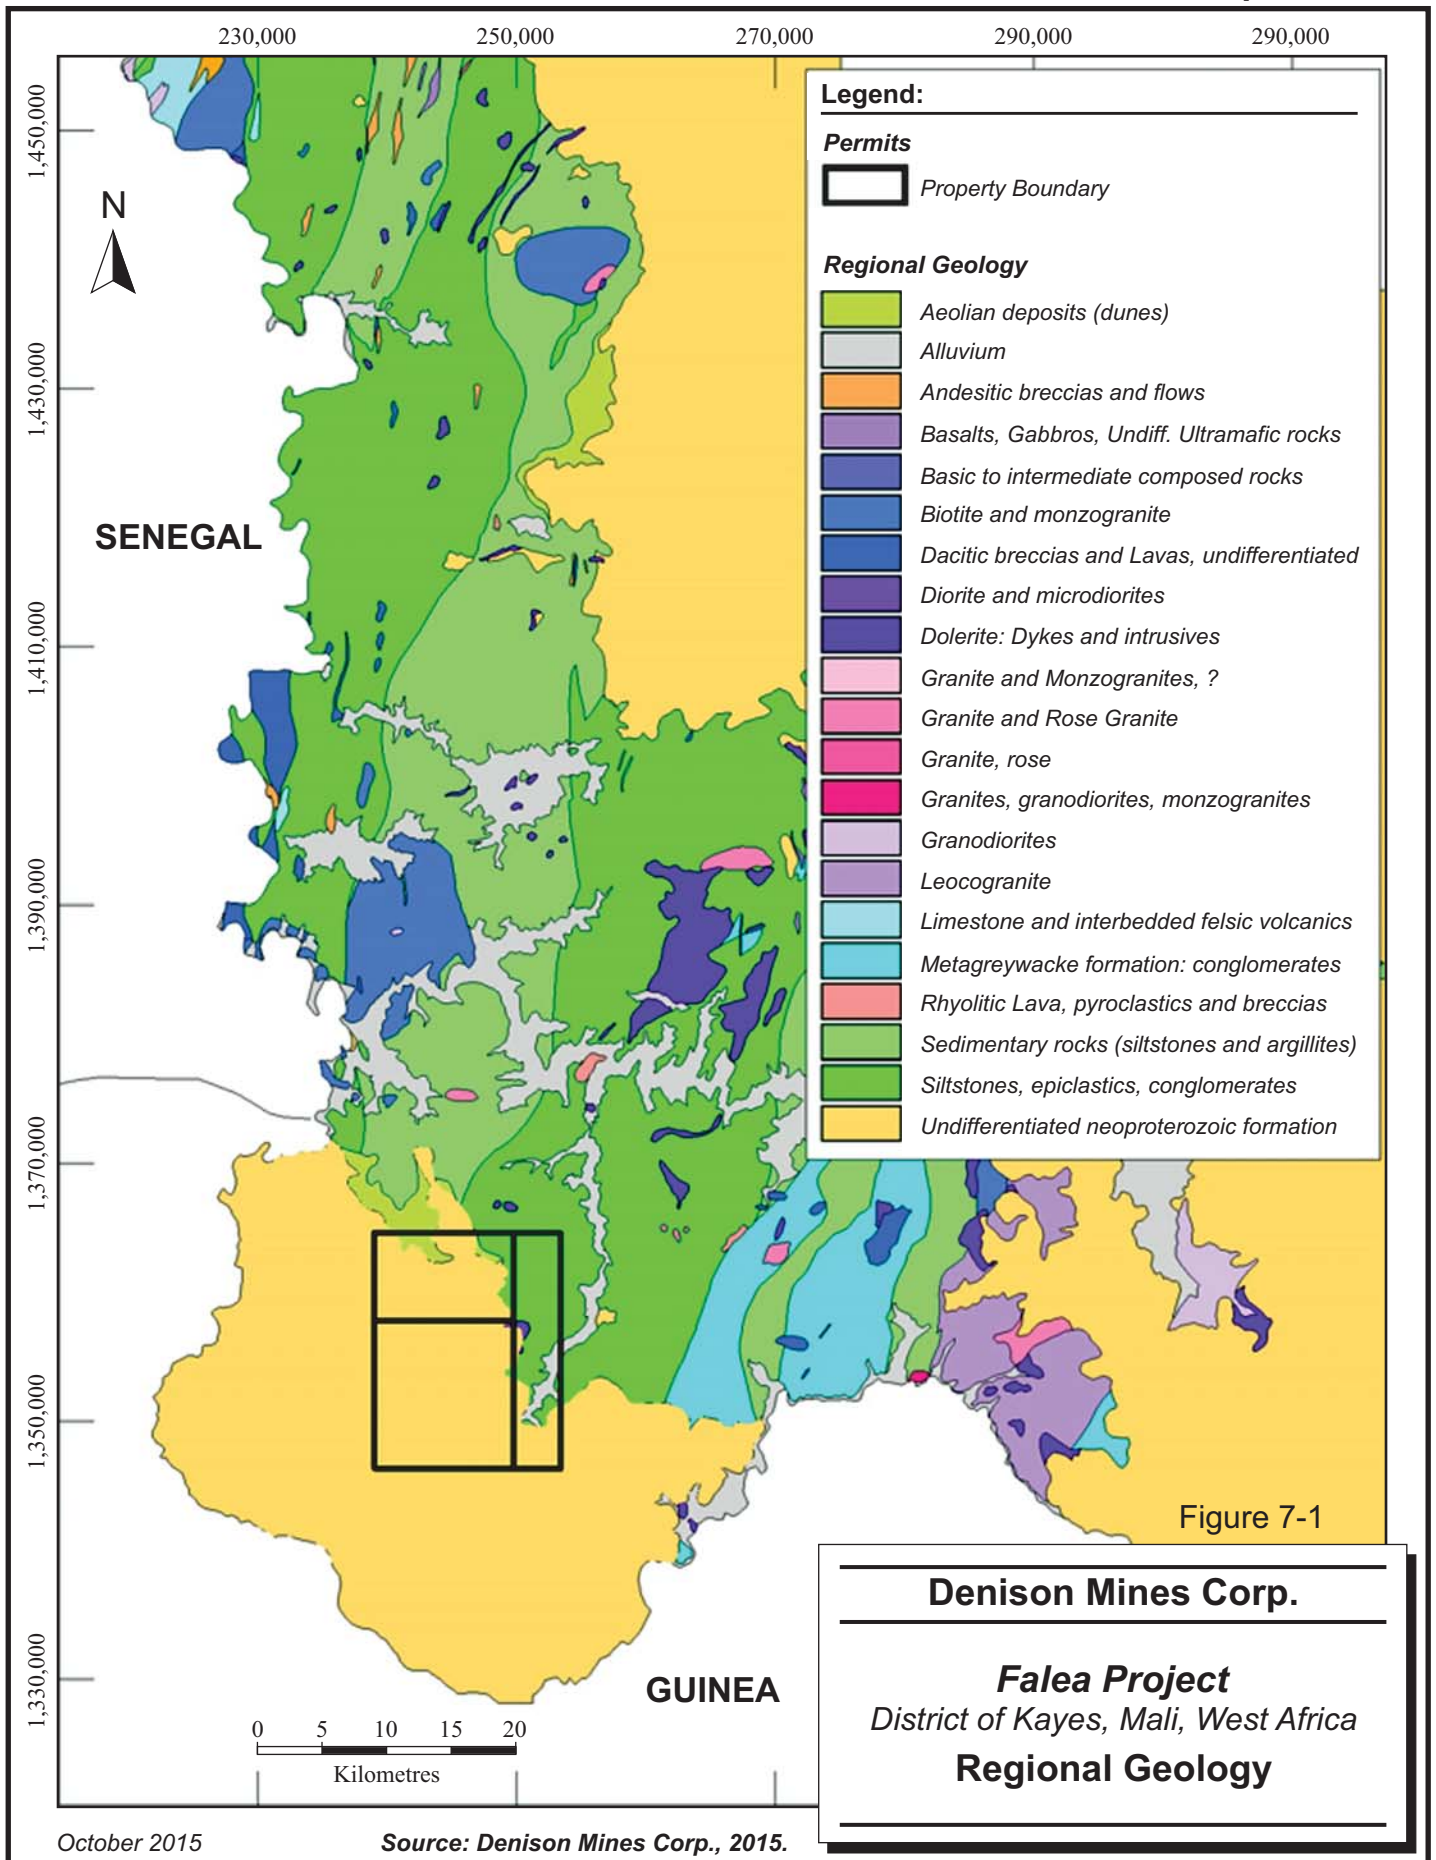 230,000 250,000 270,000 290,000 290,000
1,450,000
1,430,000
1,410,000
1,390,000
1,370,000
1,350,000
1,330,000
N
SENEGAL
GUINEA
Legend:
Permits
Property Boundary
Regional Geology
Aeolian deposits (dunes)
Alluvium
Andesitic breccias and flows
Basalts, Gabbros, Undiff. Ultramafic rocks
Basic to intermediate composed rocks
Biotite and monzogranite
Dacitic breccias and Lavas, undifferentiated
Diorite and microdiorites
Dolerite: Dykes and intrusives
Granite and Monzogranites, ?
Granite and Rose Granite
Granite, rose
Granites, granodiorites, monzogranites
Granodiorites
Leocogranite
Limestone and interbedded felsic volcanics
Metagreywacke formation: conglomerates
Rhyolitic Lava, pyroclastics and breccias
Sedimentary rocks (siltstones and argillites)
Siltstones, epiclastics, conglomerates
Undifferentiated neoproterozoic formation
Figure 7-1
Denison Mines Corp.
Falea Project
District of Kayes, Mali, West Africa
Regional Geology
0 5 10 15 20
Kilometres
October 2015
Source: Denison Mines Corp., 2015.